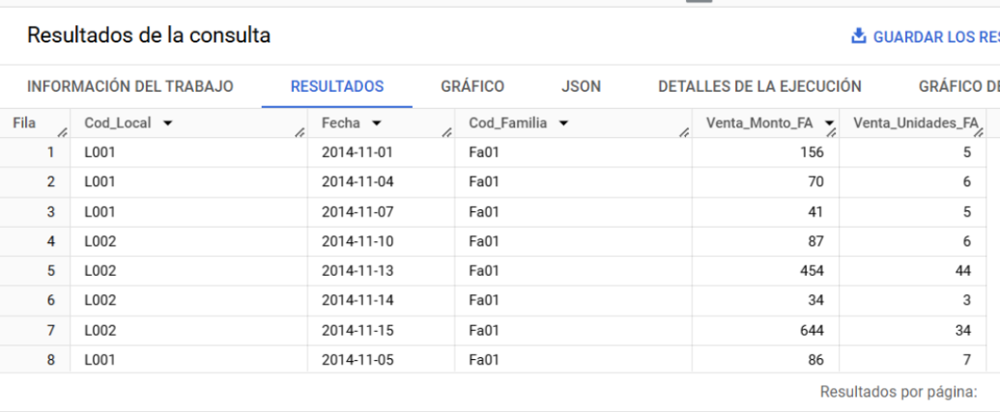 Resultados de la consulta GUARDAR LOS RES
INFORMACIÓN DEL TRABAJO RESULTADOS GRÁFICO JSON DETALLES DE LA EJECUCIÓN GRÁFICO DE
Fila Cod_Local Fecha Cod_Familia Venta_Monto_FA Venta_Unidades_FA
1 L001 2014-11-01 Fa01 156 5
2 L001 2014-11-04 Fa01 70 6
3 L001 2014-11-07 Fa01 41 5
4 L002 2014-11-10 Fa01 87 6
5 L002 2014-11-13 Fa01 454 44
6 L002 2014-11-14 Fa01 34 3
7 L002 2014-11-15 Fa01 644 34
8 L001 2014-11-05 Fa01 86 7
Resultados por página: